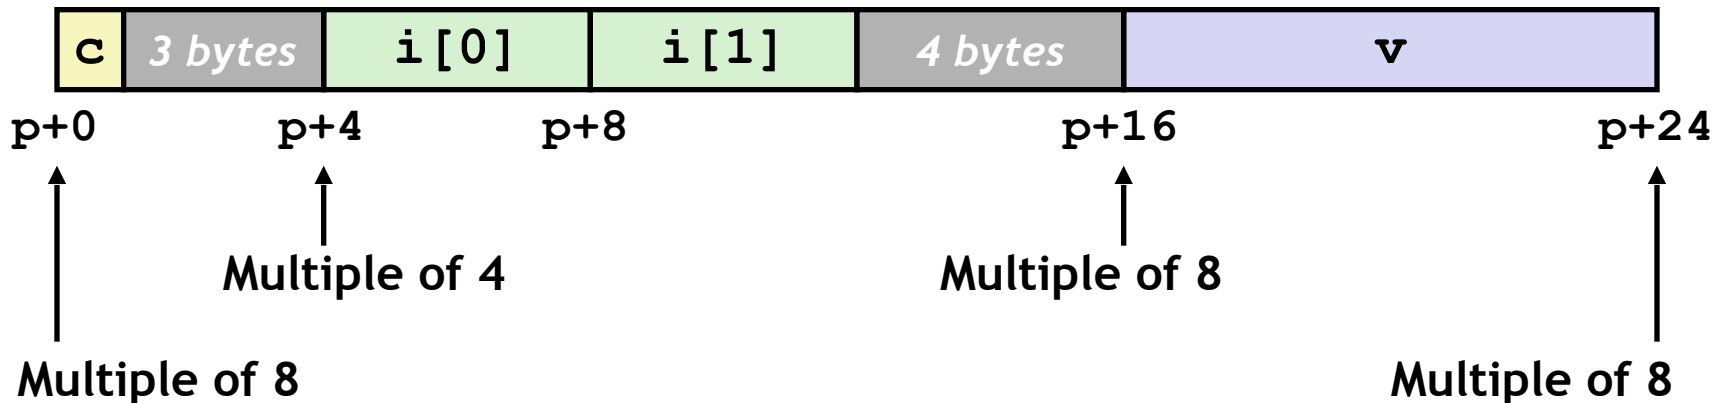 c 3 bytes i[0] i[1] 4 bytes v
p+0 p+4 p+8 p+16 p+24
Multiple of 4 Multiple of 8
Multiple of 8 Multiple of 8